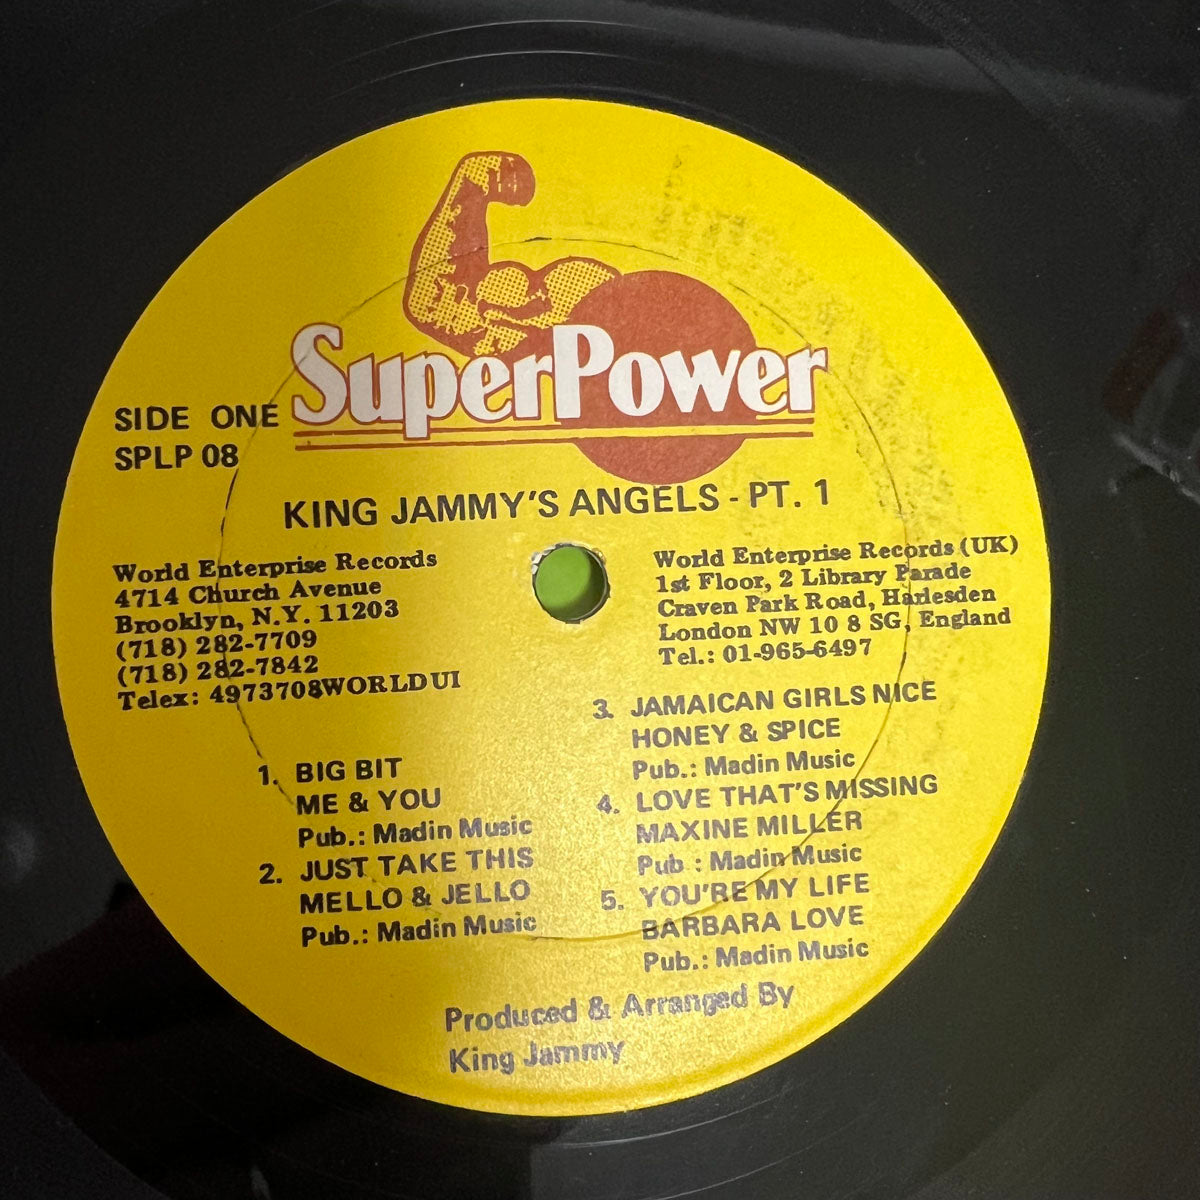 SuperPower
SIDE ONE
SPLP 08
KING JAMMY'S ANGELS - PT. 1
World Enterprise Records
4714 Church Avenue
Brooklyn, N.Y. 11203
(718) 282-7709
(718) 282-7842
Telex: 4973708WORLDUI
World Enterprise Records (UK)
1st Floor, 2 Library Parade
Craven Park Road, Harlesden
London NW 10 8 SG, England
Tel.: 01-965-6497
1. BIG BIT
ME & YOU
Pub.: Madin Music
2. JUST TAKE THIS
MELLO & JELLO
Pub.: Madin Music
3. JAMAICAN GIRLS NICE
HONEY & SPICE
Pub.: Madin Music
4. LOVE THAT'S MISSING
MAXINE MILLER
Pub : Madin Music
5. YOU'RE MY LIFE
BARBARA LOVE
Pub.: Madin Music
Produced & Arranged By
King Jammy